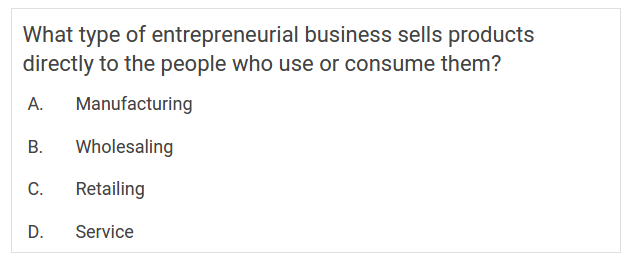 What type of entrepreneurial business sells products
directly to the people who use or consume them?
A. Manufacturing
B. Wholesaling
C. Retailing
D. Service